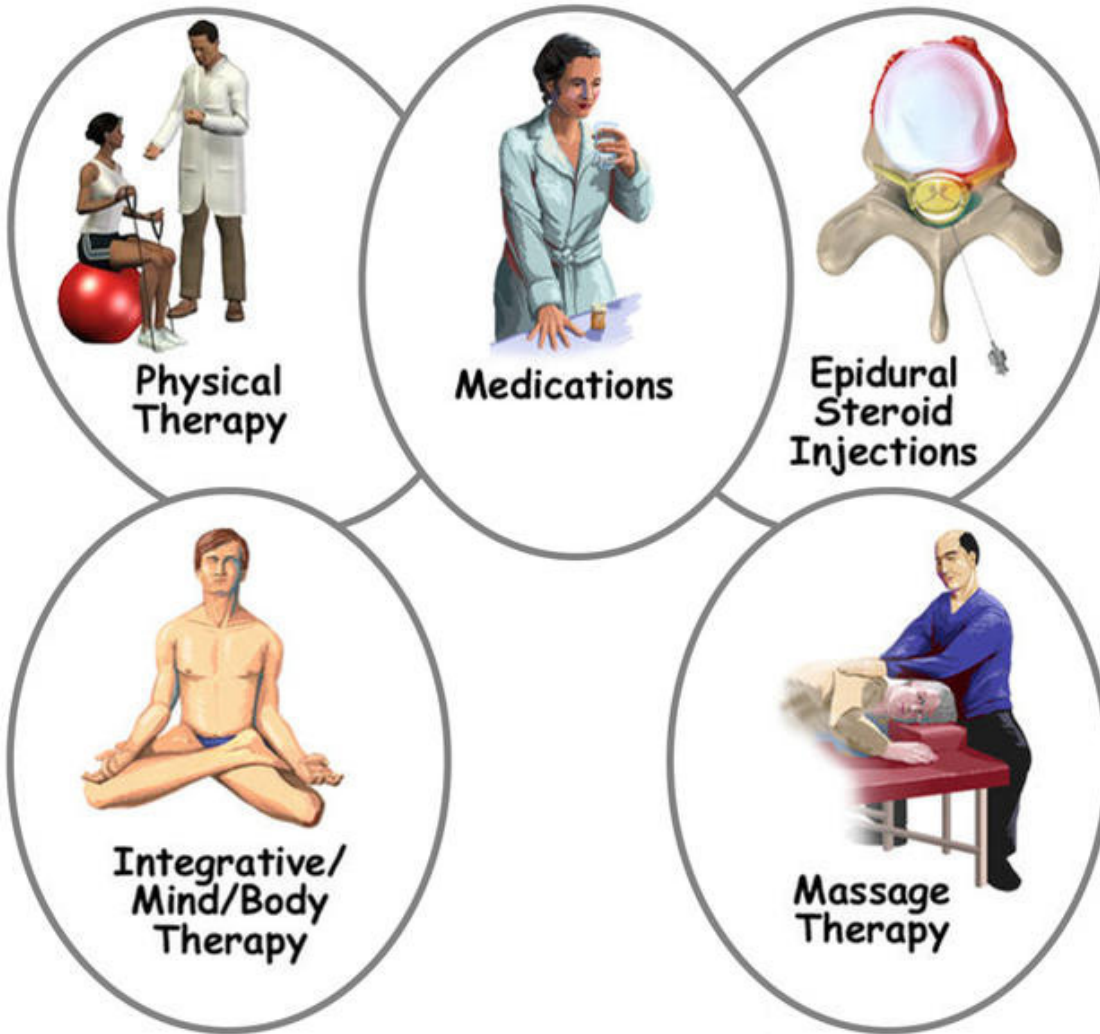 Physical
Therapy
Medications
Epidural
Steroid
Injections
Integrative/
Mind/Body
Therapy
Massage
Therapy